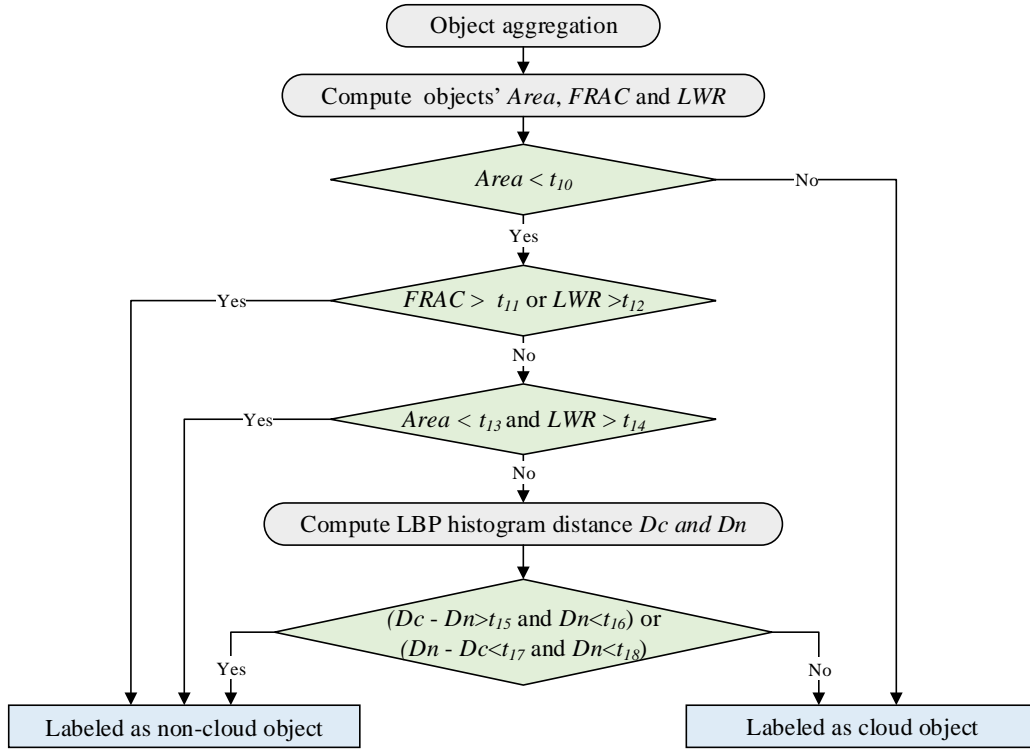 Object aggregation
Compute objects’ Area, FRAC and LWR
Area < t10
No
Yes
FRAC > t11 or LWR >t12
Yes
No
Area < t13 and LWR > t14
Yes
No
Compute LBP histogram distance Dc and Dn
(Dc - Dn>t15 and Dn<t16) or
(Dn - Dc<t17 and Dn<t18)
Yes
No
Labeled as non-cloud object
Labeled as cloud object